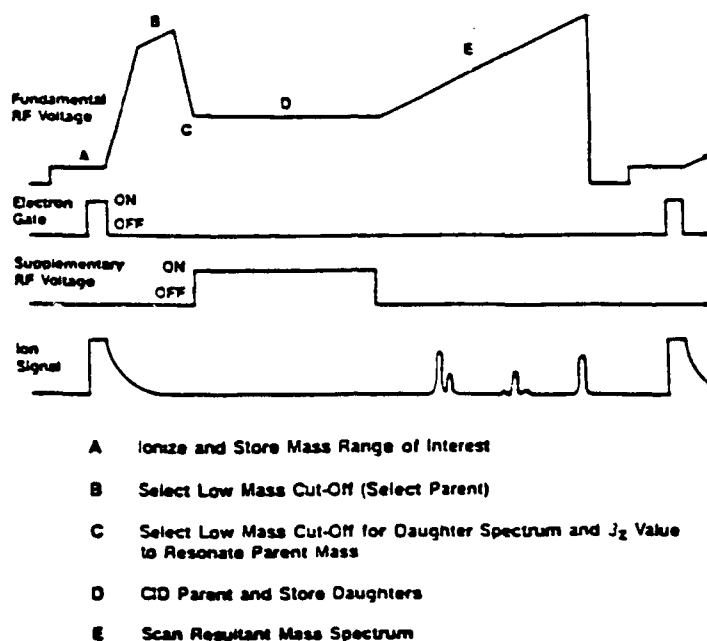 B
E
Fundamental
RF Voltage
D
C
A
Electron
Gate
ON
OFF
Supplementary
RF Voltage
ON
OFF
Ion
Signal
A Ionize and Store Mass Range of Interest
B Select Low Mass Cut-Off (Select Parent)
C Select Low Mass Cut-Off for Daughter Spectrum and βz Value
to Resonate Parent Mass
D CID Parent and Store Daughters
E Scan Resultant Mass Spectrum